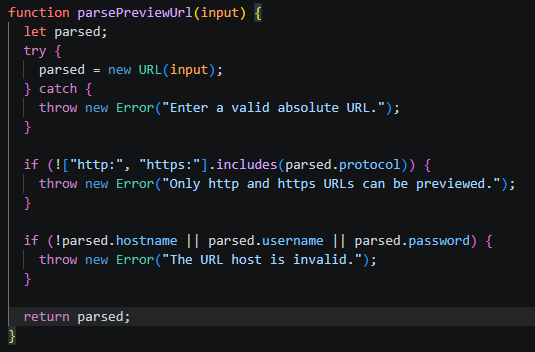 function parsePreviewUrl(input) {
  let parsed;
  try {
    parsed = new URL(input);
  } catch {
    throw new Error("Enter a valid absolute URL.");
  }

  if (!["http:", "https:"].includes(parsed.protocol)) {
    throw new Error("Only http and https URLs can be previewed.");
  }

  if (!parsed.hostname || parsed.username || parsed.password) {
    throw new Error("The URL host is invalid.");
  }

  return parsed;
}